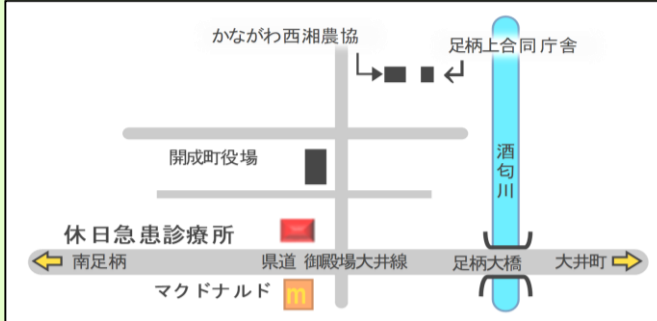 かながわ西湘農協
足柄上合同庁舎
開成町役場
酒匂川
休日急患診療所
南足柄
県道 御殿場大井線
足柄大橋
大井町
マクドナルド
m